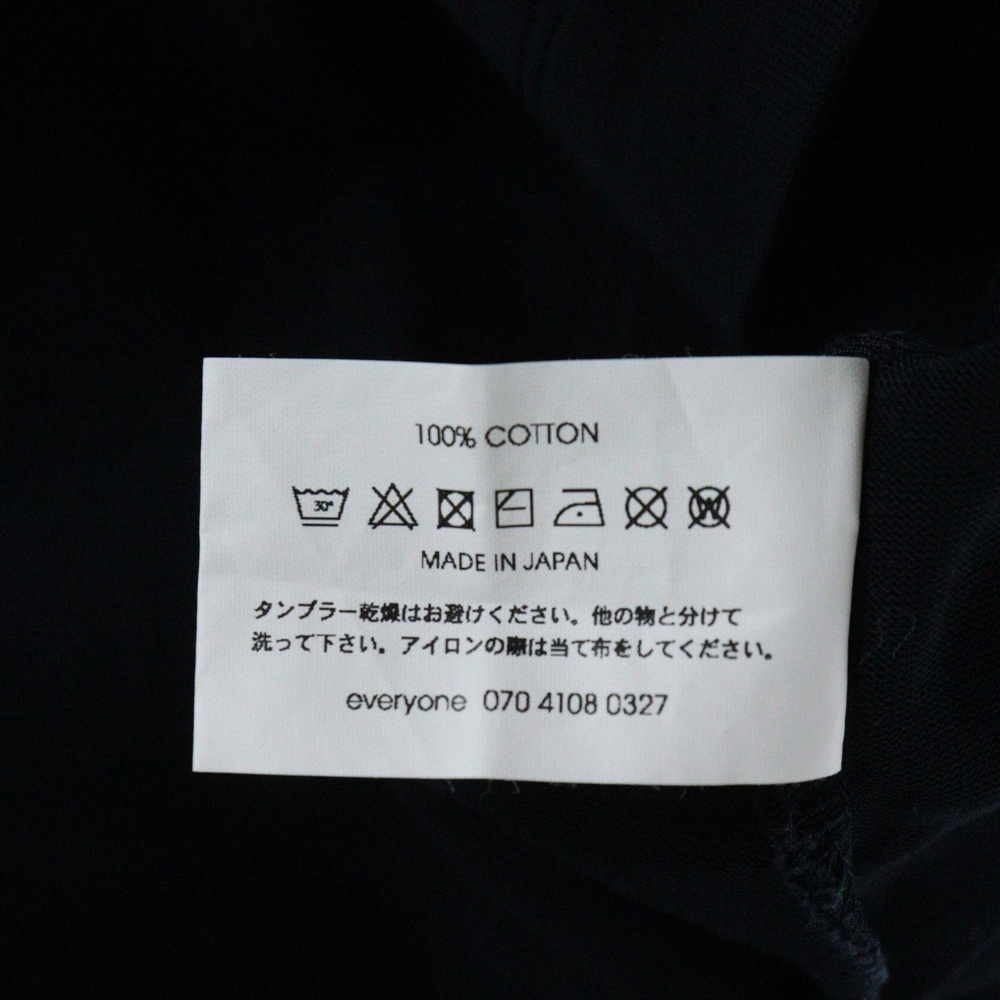 100% COTTON
30°
W
MADE IN JAPAN
タンブラー乾燥はお避けください。他の物と分けて
洗って下さい。アイロンの際は当て布をしてください。
everyone 070 4108 0327